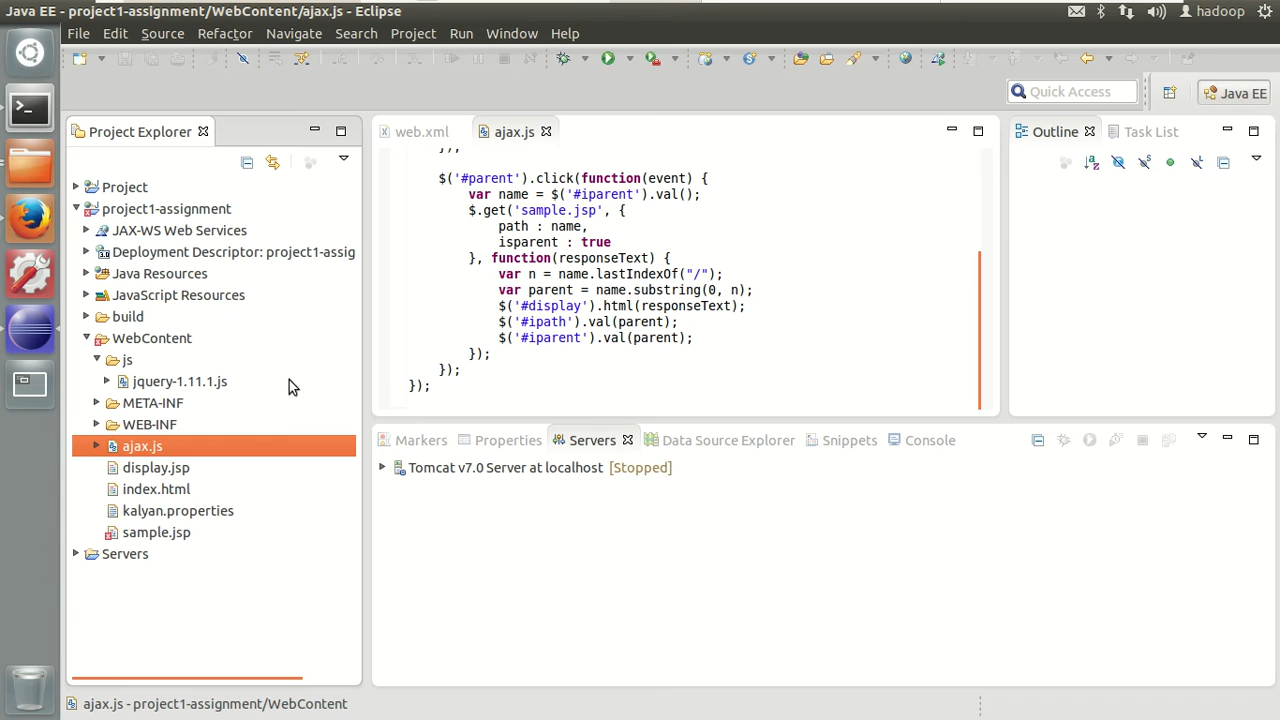 Java EE - project1-assignment/WebContent/ajax.js - Eclipse
hadoop
File Edit Source Refactor Navigate Search Project Run Window Help
Quick Access
Java EE
Project Explorer
Project
project1-assignment
JAX-WS Web Services
Deployment Descriptor: project1-assig
Java Resources
JavaScript Resources
build
WebContent
js
jquery-1.11.1.js
META-INF
WEB-INF
ajax.js
display.jsp
index.html
kalyan.properties
sample.jsp
Servers
web.xml
ajax.js
});
$('#parent').click(function(event) {
var name = $('#iparent').val();
$.get('sample.jsp', {
path : name,
isparent : true
}, function(responseText) {
var n = name.lastIndexOf("/");
var parent = name.substring(0, n);
$('#display').html(responseText);
$('#ipath').val(parent);
$('#iparent').val(parent);
});
});
});
Outline
Task List
Markers
Properties
Servers
Data Source Explorer
Snippets
Console
Tomcat v7.0 Server at localhost [Stopped]
ajax.js - project1-assignment/WebContent